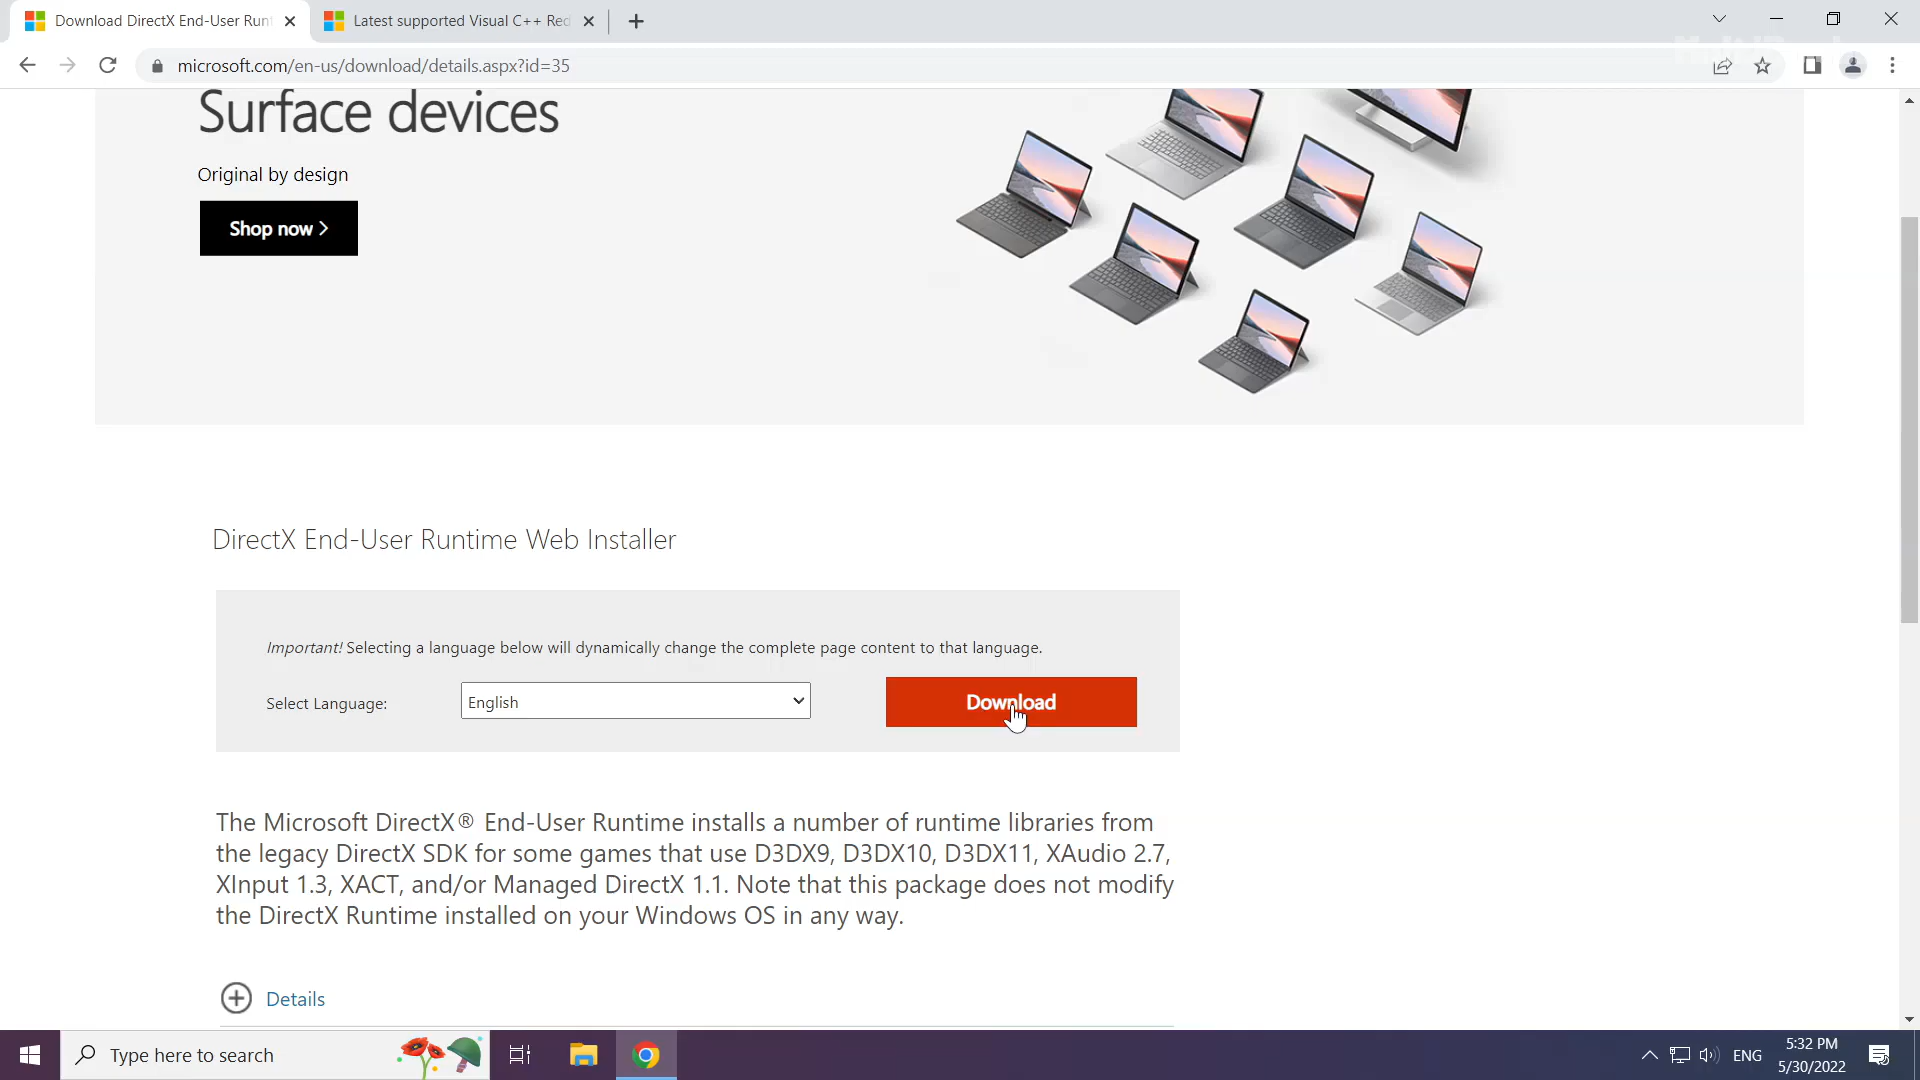 Download DirectX End-User Runt
Latest supported Visual C++ Red
microsoft.com/en-us/download/details.aspx?id=35
Surface devices
Original by design
Shop now >
DirectX End-User Runtime Web Installer
Important! Selecting a language below will dynamically change the complete page content to that language.
Select Language:
English
Download
The Microsoft DirectX® End-User Runtime installs a number of runtime libraries from
the legacy DirectX SDK for some games that use D3DX9, D3DX10, D3DX11, XAudio 2.7,
XInput 1.3, XACT, and/or Managed DirectX 1.1. Note that this package does not modify
the DirectX Runtime installed on your Windows OS in any way.
Details
Type here to search
ENG
5:32 PM
5/30/2022